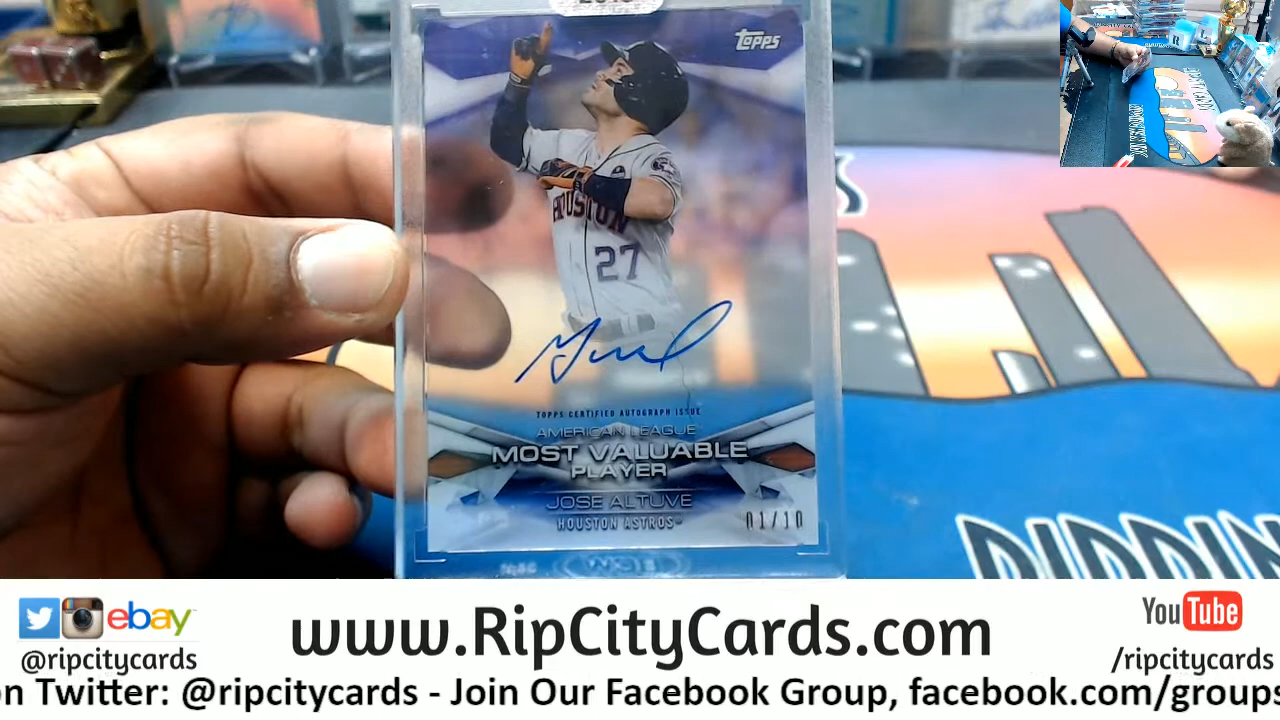 Topps
HOUSTON
27
TOPPS CERTIFIED AUTOGRAPH ISSUE
AMERICAN LEAGUE
MOST VALUABLE
PLAYER
JOSE ALTUVE
HOUSTON ASTROS
01/10
ebay
@ripcitycards
www.RipCityCards.com
YouTube
/ripcitycards
on Twitter: @ripcitycards - Join Our Facebook Group, facebook.com/groups